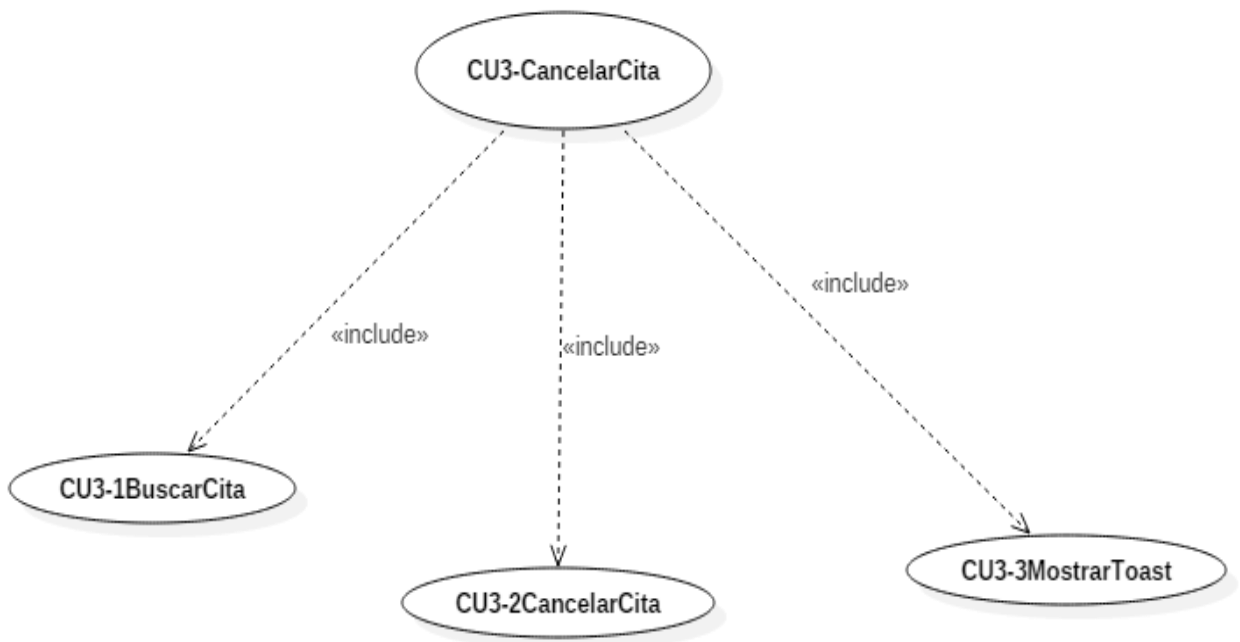 CU3-CancelarCita
«include»
«include»
«include»
CU3-1BuscarCita
CU3-3MostrarToast
CU3-2CancelarCita